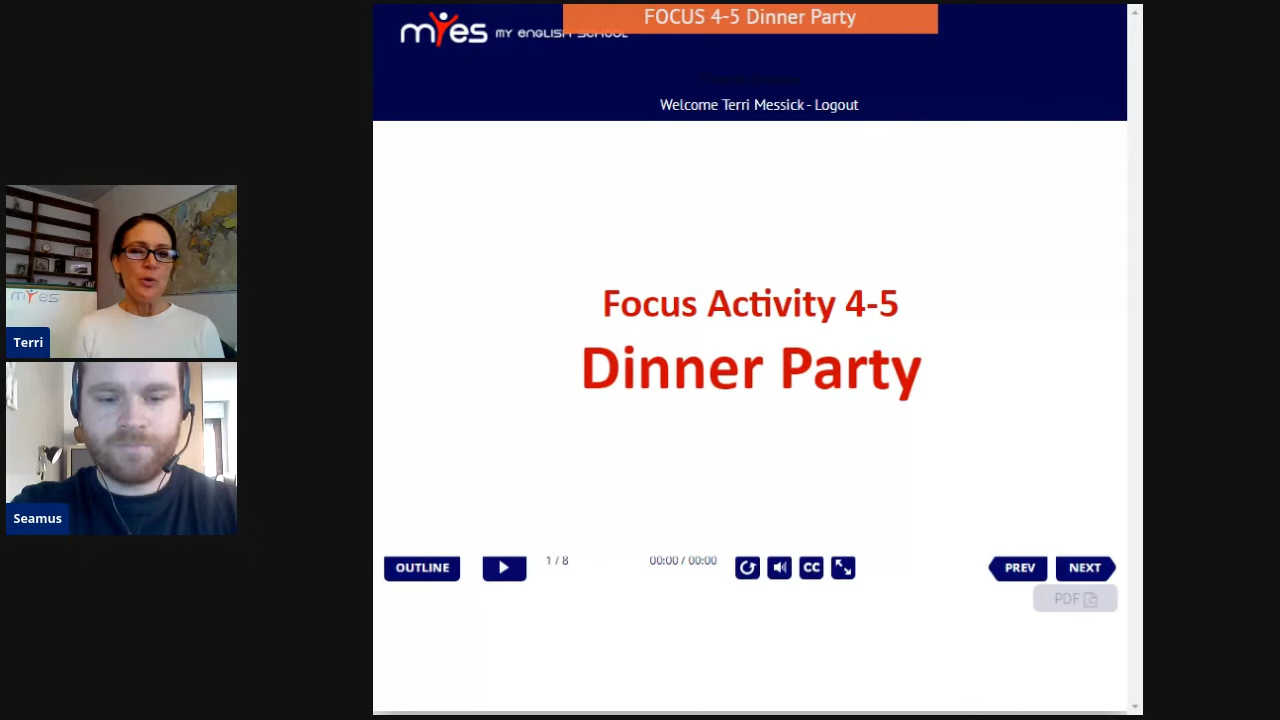 FOCUS 4-5 Dinner Party
myes MY ENGLISH SCHOOL
Welcome Terri Messick - Logout
myes
Terri
Seamus
Focus Activity 4-5
Dinner Party
OUTLINE
1 / 8
00:00 / 00:00
CC
PREV
NEXT
PDF